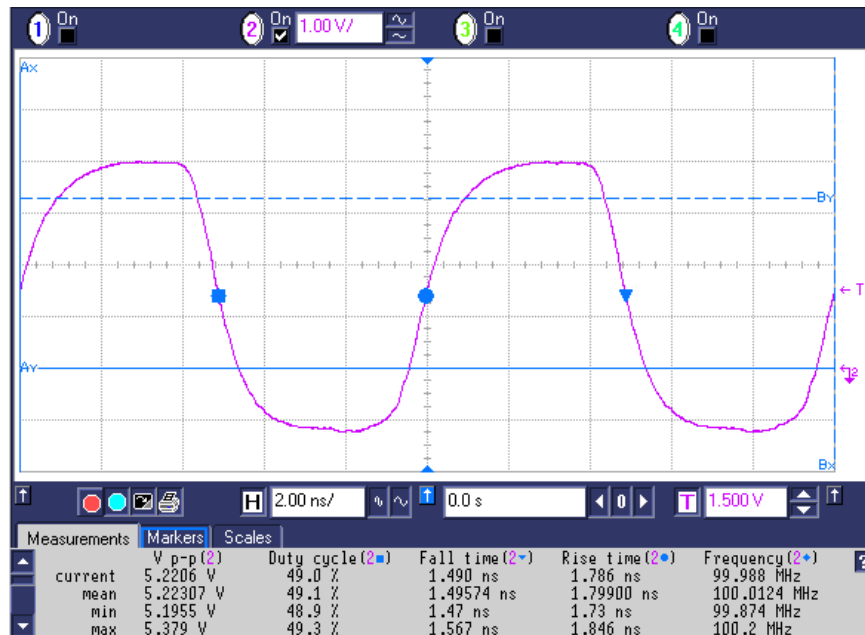 1 On 2 On 1.00 V/ 3 On 4 On
Ax
By
T
Ay
2
Bx
H 2.00 ns/ 0.0 s 0 T 1.500 V
Measurements Markers Scales
V p-p(2) Duty cycle(2■) Fall time(2▾) Rise time(2●) Frequency(2◆) ?
current 5.2206 V 49.0 % 1.490 ns 1.786 ns 99.988 MHz
mean 5.22307 V 49.1 % 1.49574 ns 1.79900 ns 100.0124 MHz
min 5.1955 V 48.9 % 1.47 ns 1.73 ns 99.874 MHz
max 5.379 V 49.3 % 1.567 ns 1.846 ns 100.2 MHz